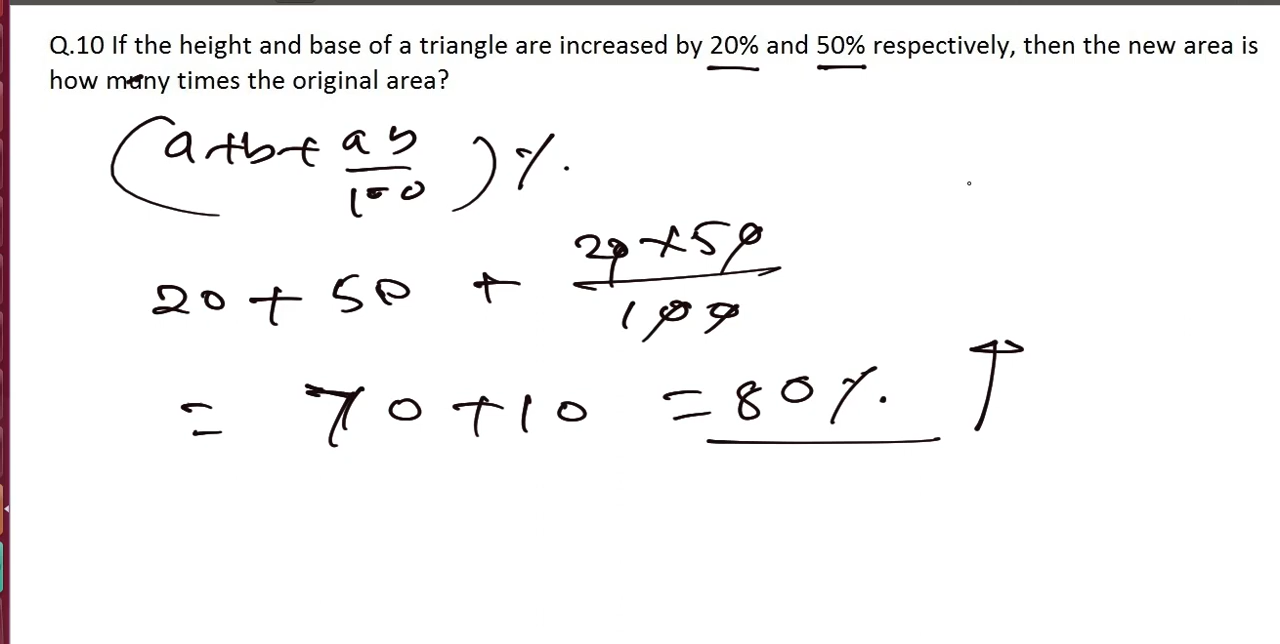 Q.10 If the height and base of a triangle are increased by 20% and 50% respectively, then the new area is
how many times the original area?
(a+b+ ab/100 )%.
20 + 50 + 20×50/100
= 70+10 = 80%. ↑